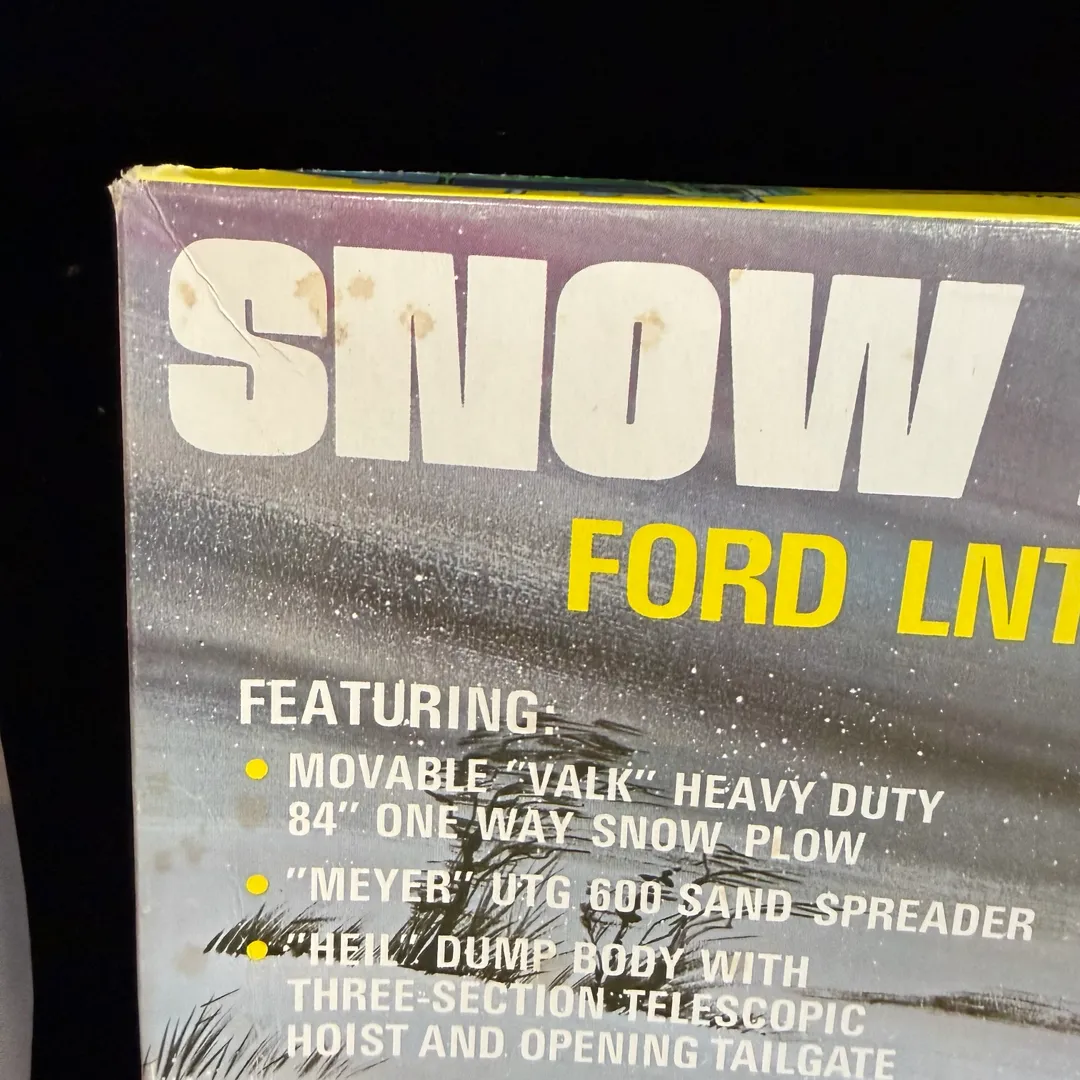 SNOW
FORD LNT
FEATURING:
• MOVABLE "VALK" HEAVY DUTY
84" ONE WAY SNOW PLOW
• "MEYER" UTG 600 SAND SPREADER
• "HEIL" DUMP BODY WITH
THREE-SECTION TELESCOPIC
HOIST AND OPENING TAILGATE